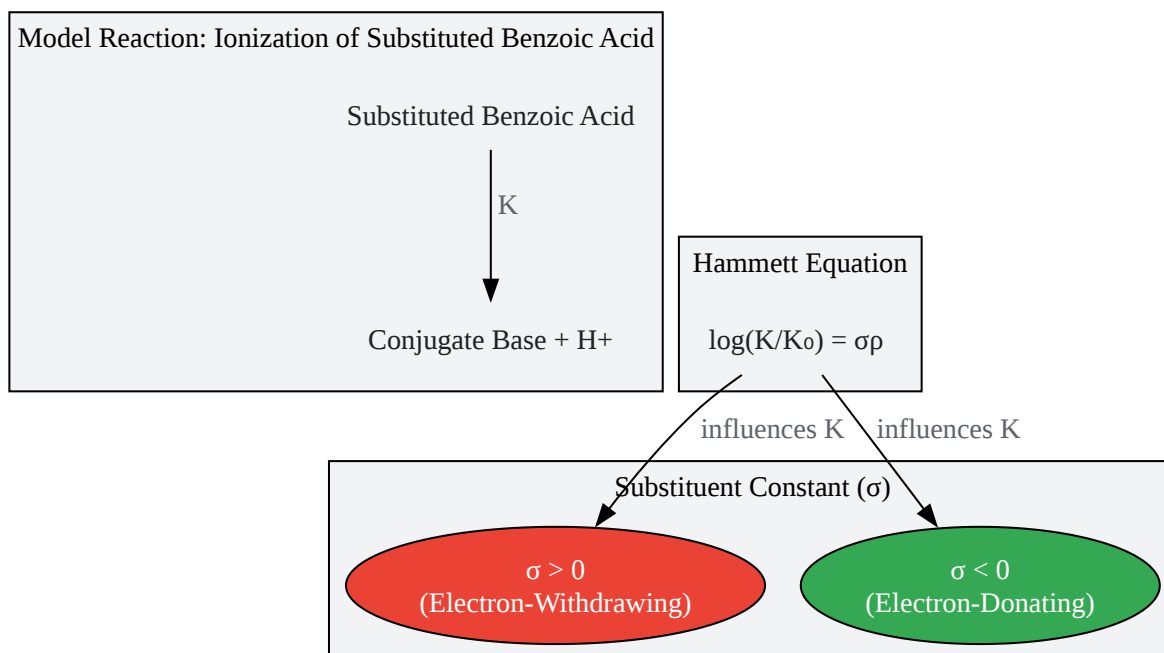 Model Reaction: Ionization of Substituted Benzoic Acid
Substituted Benzoic Acid
K
Conjugate Base + H+
Hammett Equation
log(K/K₀) = σρ
influences K
influences K
Substituent Constant (σ)
σ > 0
(Electron-Withdrawing)
σ < 0
(Electron-Donating)